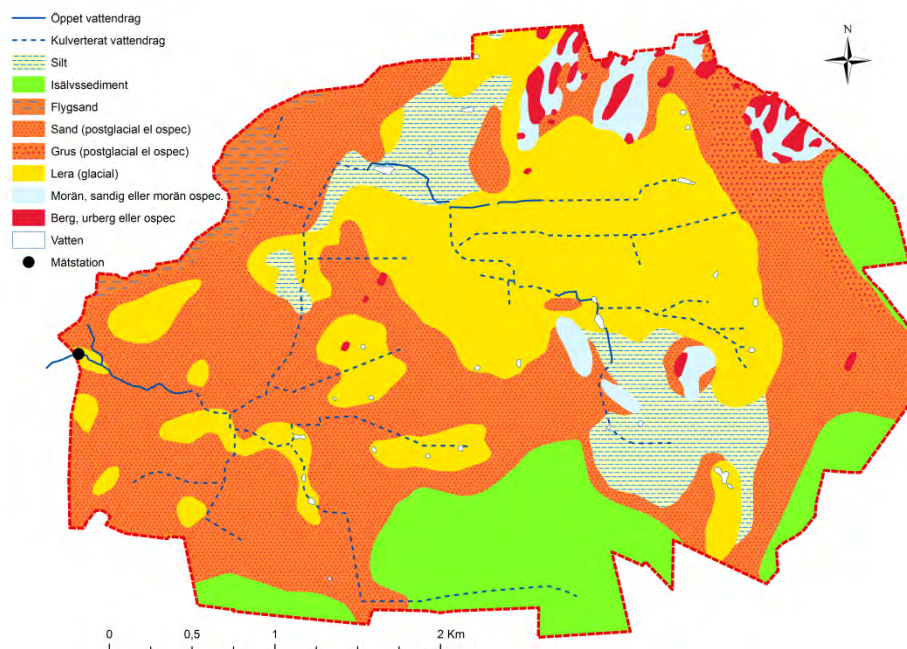 Öppet vattendrag
Kulverterat vattendrag
Silt
Isälvssediment
Flygsand
Sand (postglacial el ospec)
Grus (postglacial el ospec)
Lera (glacial)
Morän, sandig eller morän ospec.
Berg, urberg eller ospec
Vatten
Mätstation
N
0 0,5 1 2 Km